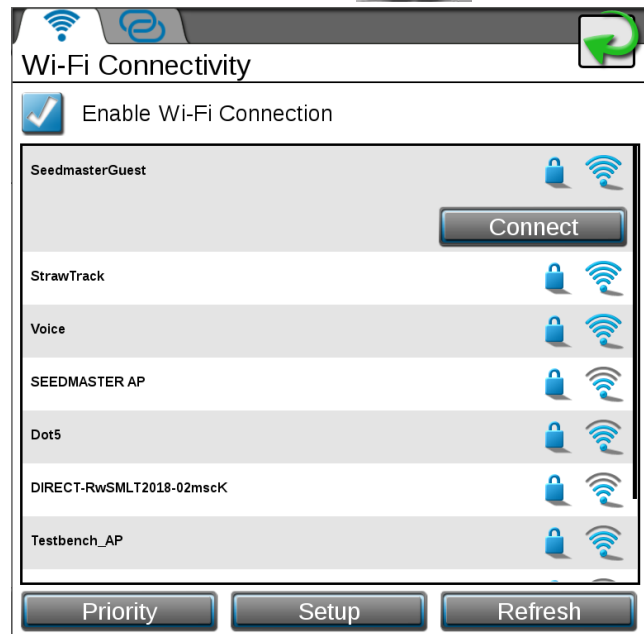 Wi-Fi Connectivity
Enable Wi-Fi Connection
SeedmasterGuest
Connect
StrawTrack
Voice
SEEDMASTER AP
Dot5
DIRECT-RwSMLT2018-02mscK
Testbench_AP
Priority Setup Refresh